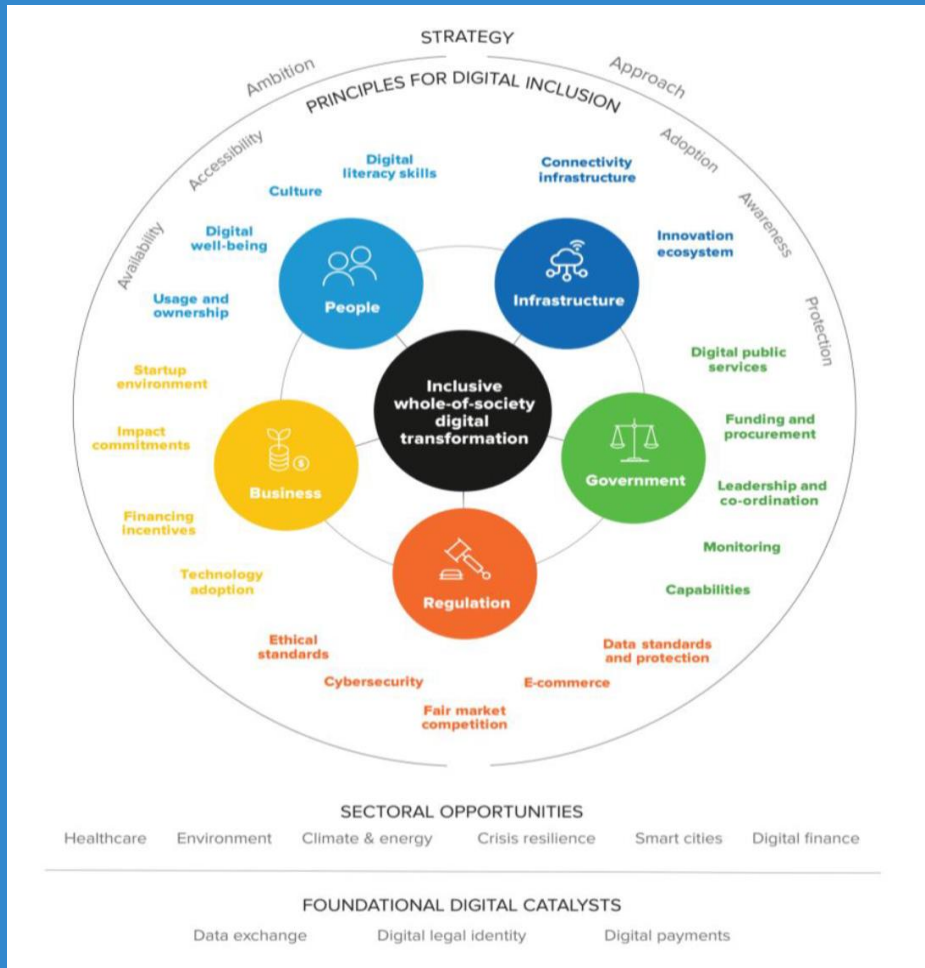 STRATEGY
Ambition
Approach
PRINCIPLES FOR DIGITAL INCLUSION
Accessibility
Adoption
Availability
Awareness
Protection
Digital
literacy skills
Culture
Digital
well-being
Usage and
ownership
People
Connectivity
infrastructure
Innovation
ecosystem
Infrastructure
Inclusive
whole-of-society
digital
transformation
Startup
environment
Impact
commitments
Financing
incentives
Technology
adoption
Business
$
Digital public
services
Funding and
procurement
Leadership and
co-ordination
Monitoring
Capabilities
Government
Regulation
Ethical
standards
Cybersecurity
Fair market
competition
E-commerce
Data standards
and protection
SECTORAL OPPORTUNITIES
Healthcare Environment Climate & energy Crisis resilience Smart cities Digital finance
FOUNDATIONAL DIGITAL CATALYSTS
Data exchange Digital legal identity Digital payments